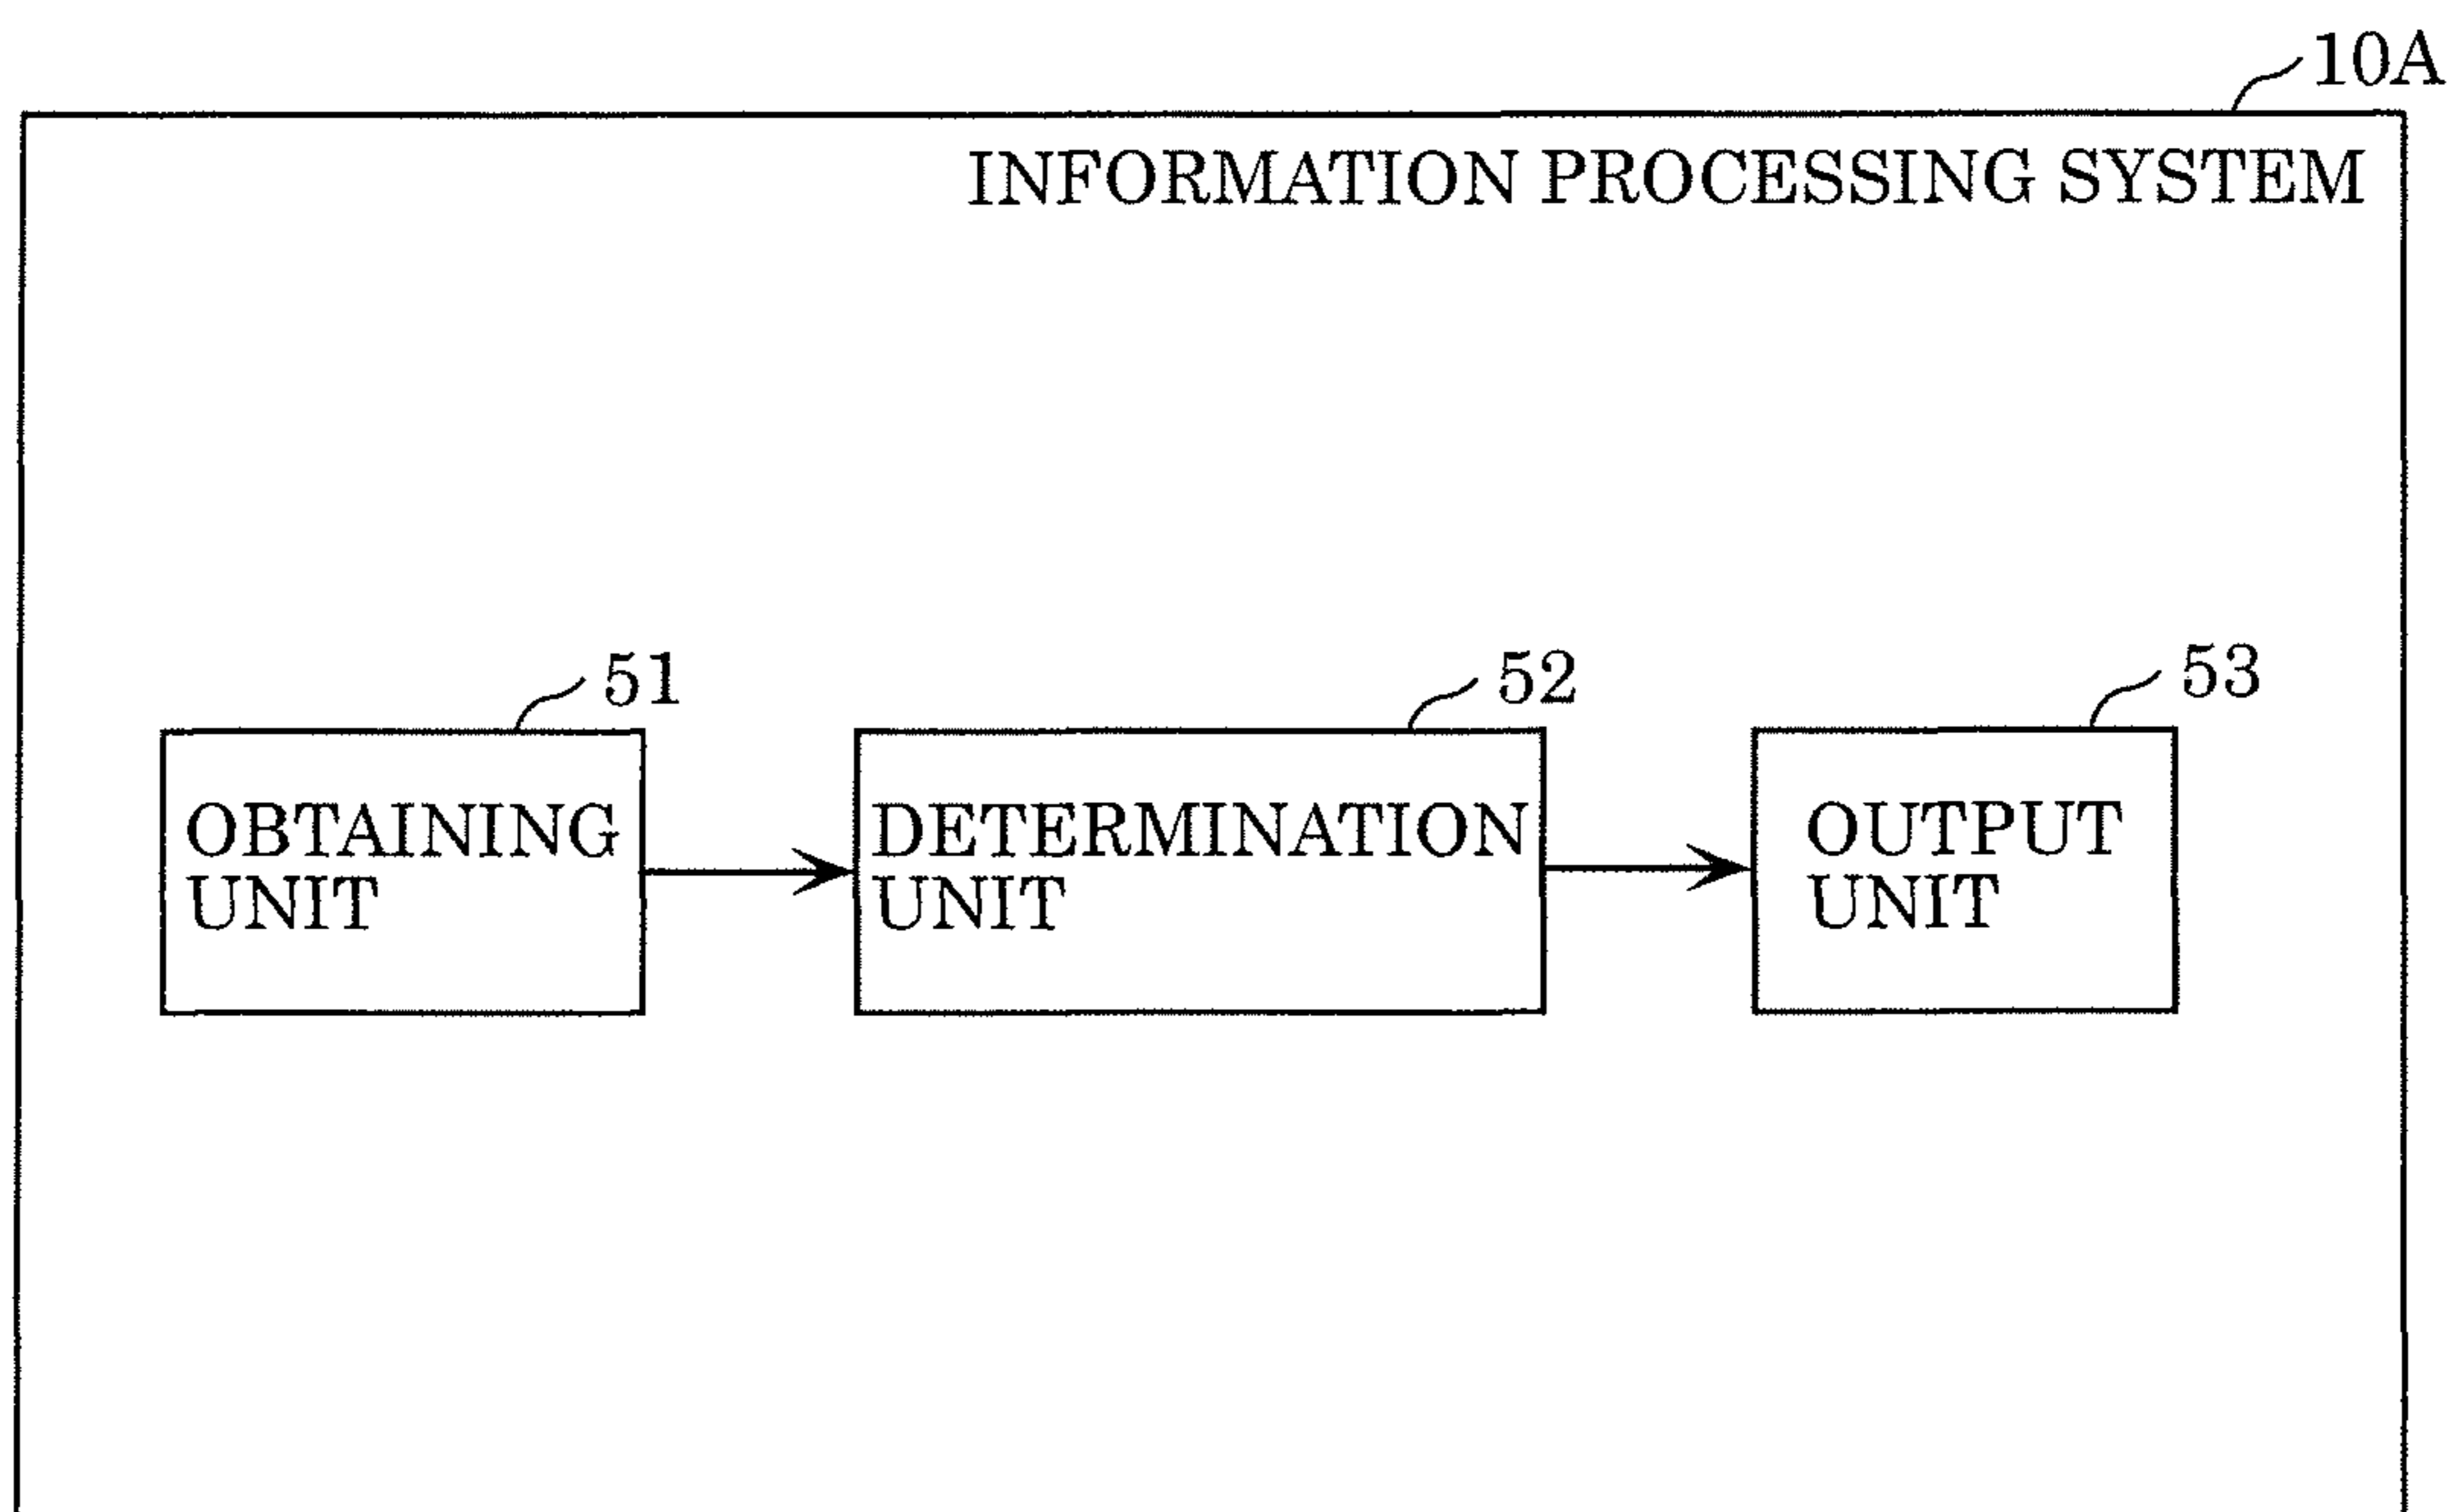 10A
INFORMATION PROCESSING SYSTEM
51
52
53
OBTAINING
UNIT
DETERMINATION
UNIT
OUTPUT
UNIT